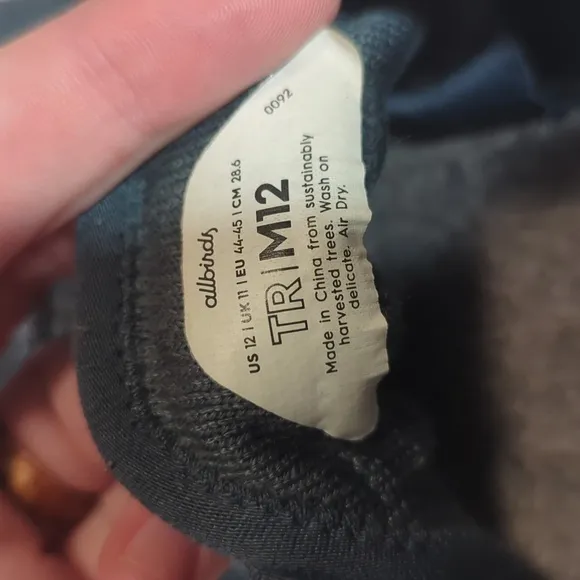 allbirds
US 12 | UK 11 | EU 44-45 | CM 28.6
TR|M12
Made in China from sustainably
harvested trees. Wash on
delicate. Air Dry.
0092